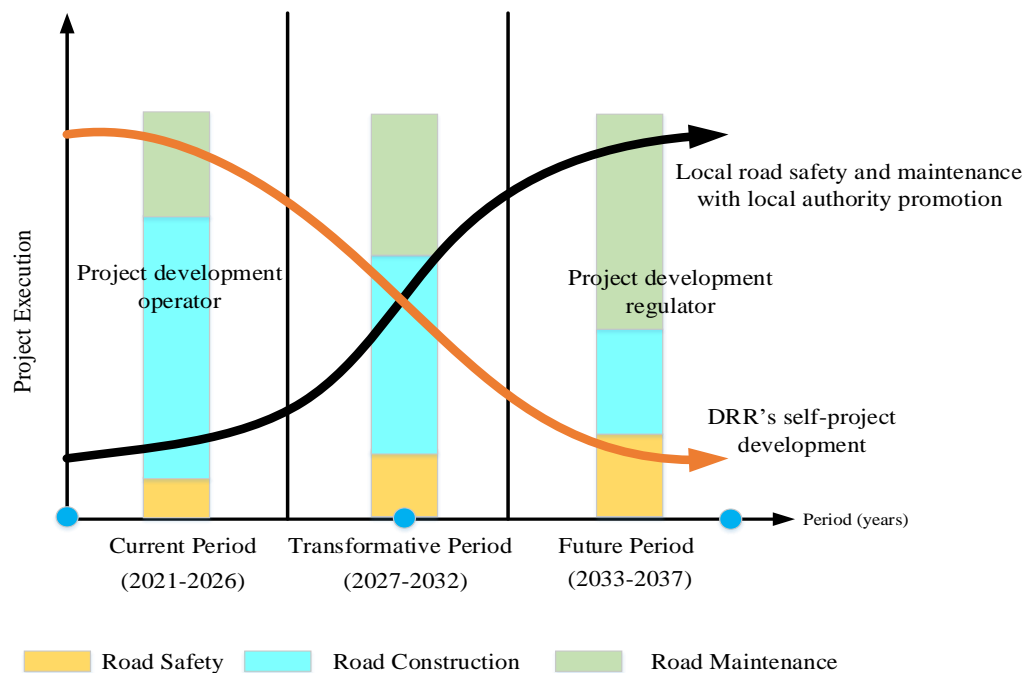 Local road safety and maintenance
with local authority promotion
Project development
operator
Project development
regulator
Project Execution
DRR’s self-project
development
Period (years)
Current Period
(2021-2026)
Transformative Period
(2027-2032)
Future Period
(2033-2037)
Road Safety
Road Construction
Road Maintenance